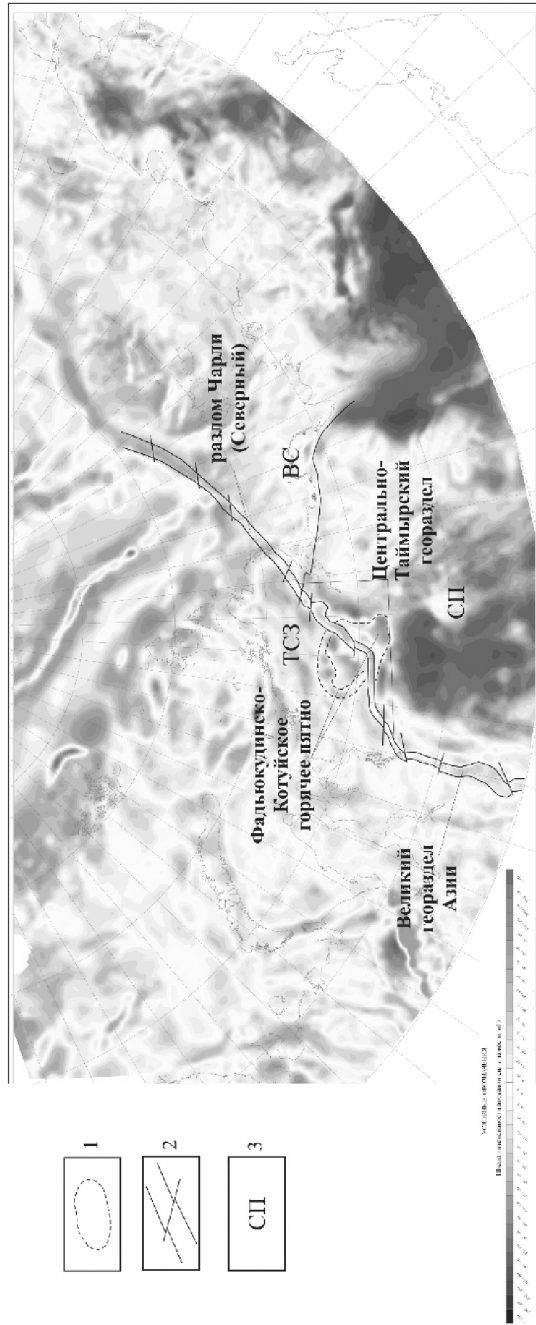 разлом Чарли
(Северный)
ВС
ТСЗ
Центрально-
Таймырский
геораздел
СП
Фадьюкудинско-
Котуйское
горячее пятно
Великий
геораздел
Азии
1
2
СП
3